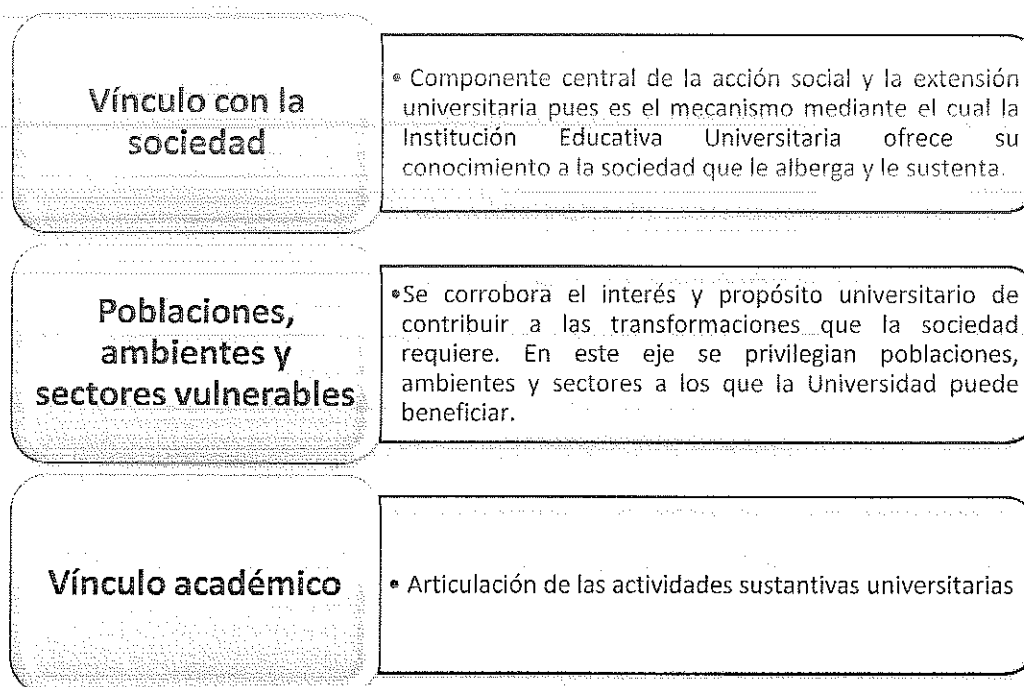 Vínculo con la
sociedad
• Componente central de la acción social y la extensión
universitaria pues es el mecanismo mediante el cual la
Institución Educativa Universitaria ofrece su
conocimiento a la sociedad que le alberga y le sustenta.
Poblaciones,
ambientes y
sectores vulnerables
•Se corrobora el interés y propósito universitario de
contribuir a las transformaciones que la sociedad
requiere. En este eje se privilegian poblaciones,
ambientes y sectores a los que la Universidad puede
beneficiar.
Vínculo académico
• Articulación de las actividades sustantivas universitarias